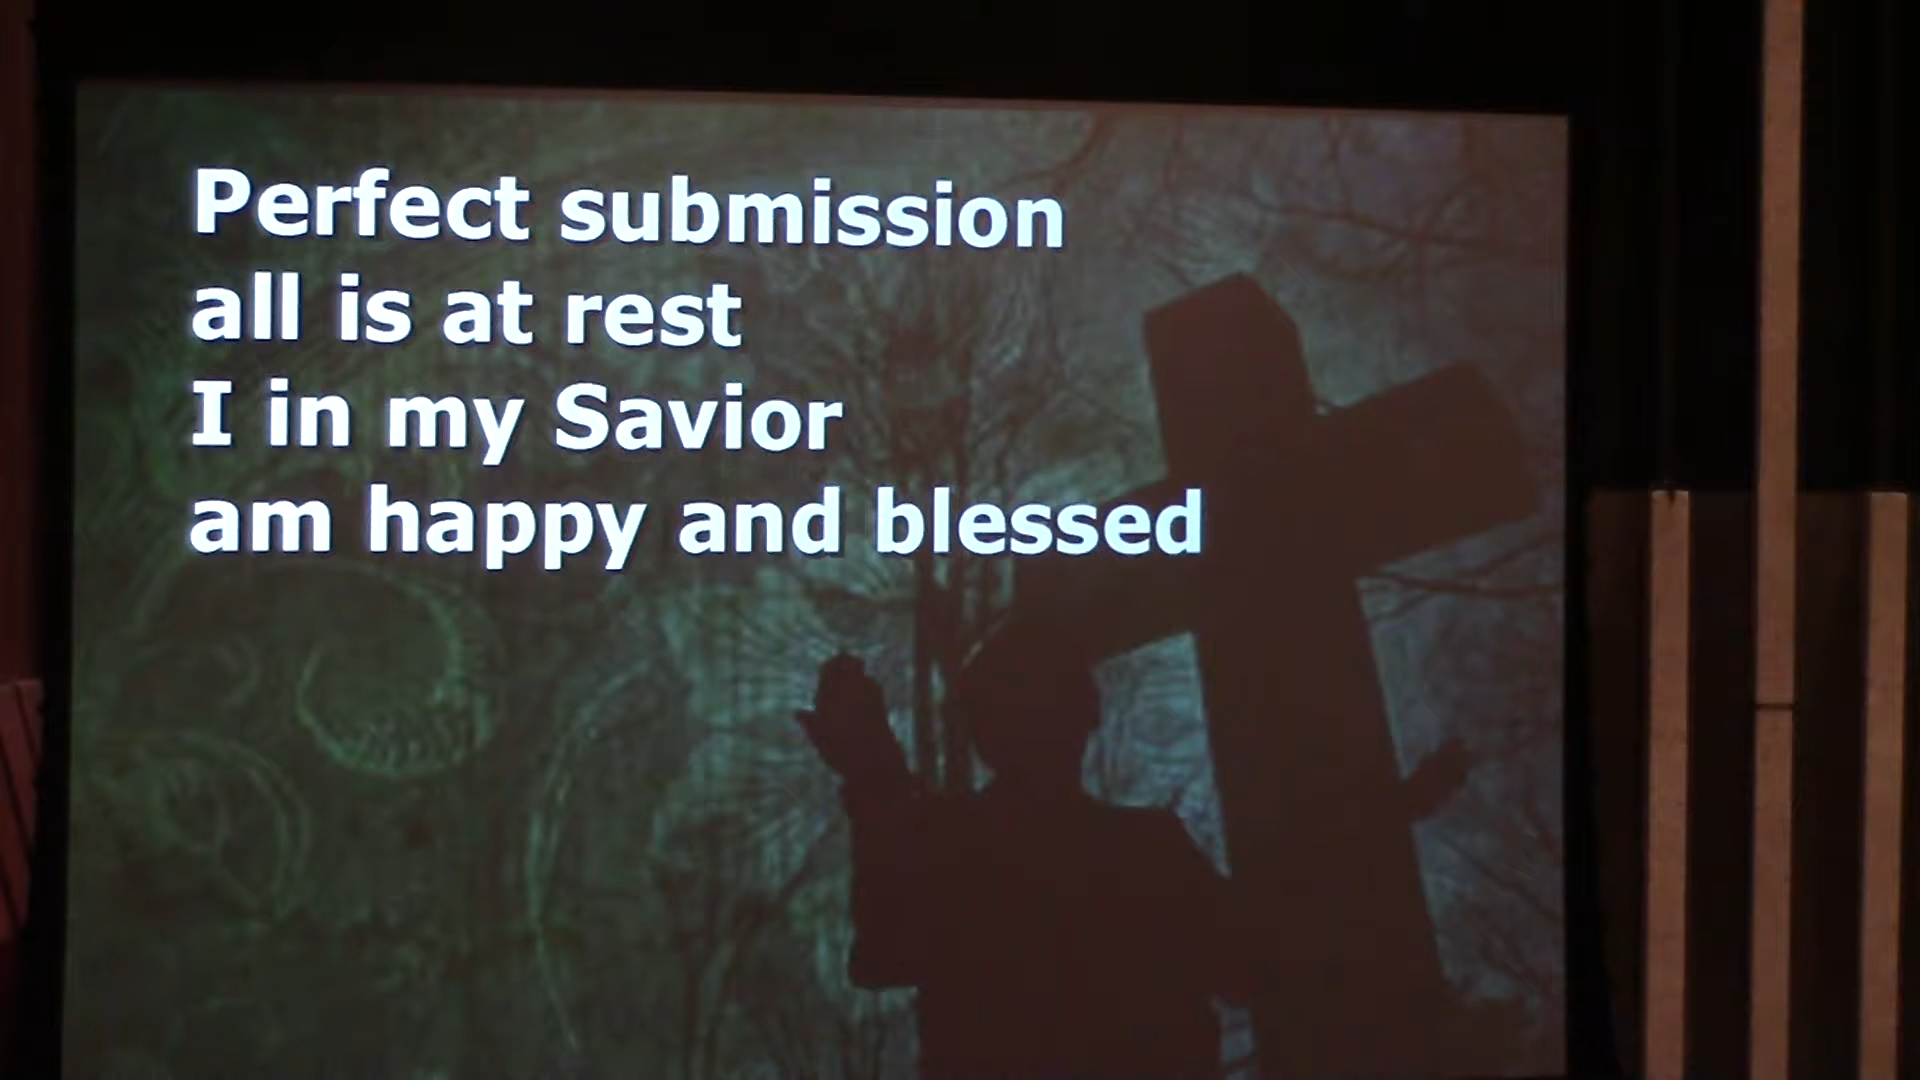 Perfect submission
all is at rest
I in my Savior
am happy and blessed